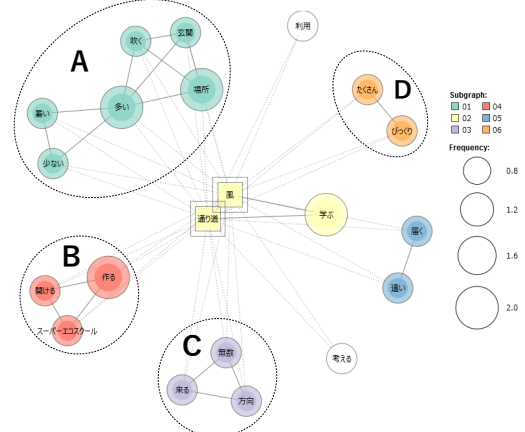 利用
吹く
玄関
A
場所
多い
暑い
少ない
D
たくさん
びっくり
風
通り道
学ぶ
届く
遠い
B
作る
開ける
スーパーエコスクール
C
無数
来る
方向
考える
Subgraph:
01 04
02 05
03 06
Frequency:
0.8
1.2
1.6
2.0